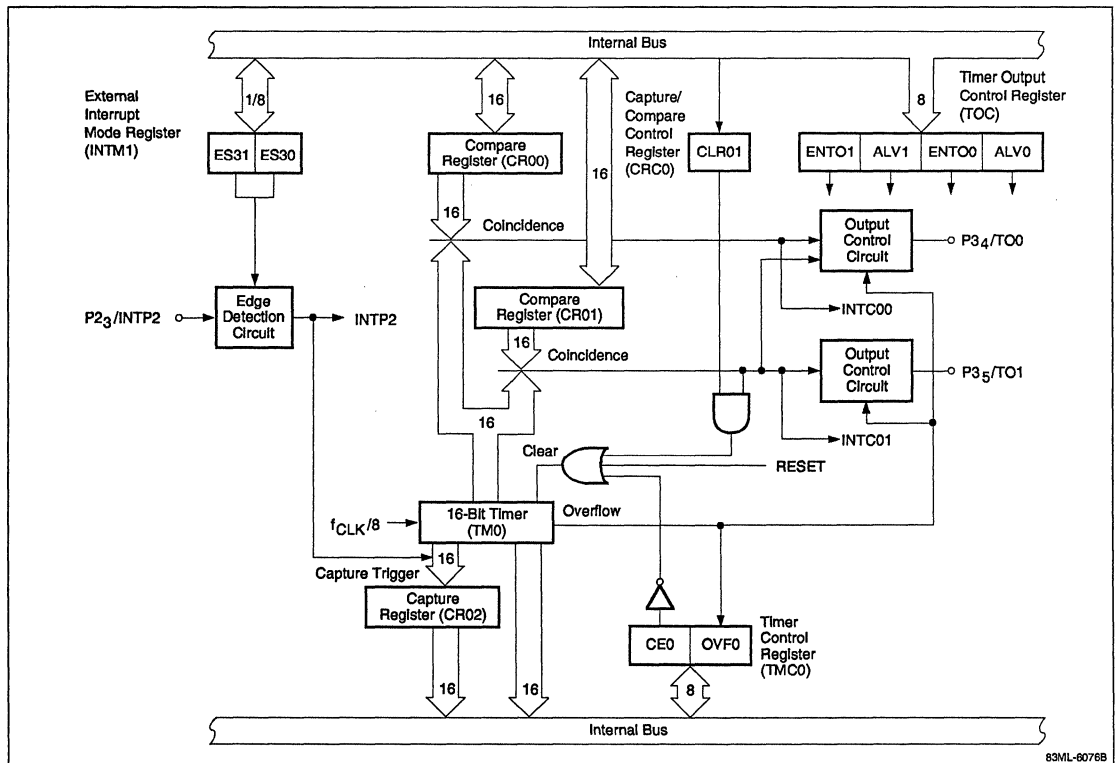 Internal Bus
External
Interrupt
Mode Register
(INTM1)
1/8
16
16
Capture/
Compare
Control
Register
(CRC0)
8
Timer Output
Control Register
(TOC)
ES31 ES30
Compare
Register (CR00)
CLR01
ENTO1 ALV1 ENTO0 ALV0
16
Coincidence
Output
Control
Circuit
P34/TO0
P23/INTP2
Edge
Detection
Circuit
INTP2
Compare
Register (CR01)
INTC00
16
Coincidence
Output
Control
Circuit
P35/TO1
16
INTC01
Clear
RESET
fCLK/8
16-Bit Timer
(TM0)
Overflow
16
Capture Trigger
Capture
Register (CR02)
CE0 OVF0
Timer
Control
Register
(TMC0)
16
16
8
Internal Bus
83ML-6076B